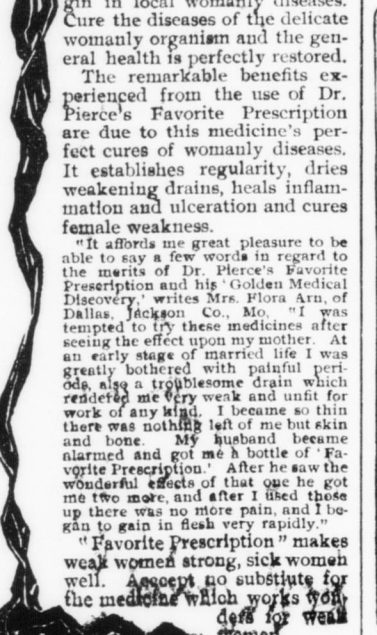 gin in local womanly diseases.
Cure the diseases of the delicate
womanly organism and the gen-
eral health is perfectly restored.
The remarkable benefits ex-
perienced from the use of Dr.
Pierce's Favorite Prescription
are due to this medicine's per-
fect cures of womanly diseases.
It establishes regularity, dries
weakening drains, heals inflam-
mation and ulceration and cures
female weakness.
"It affords me great pleasure to be
able to say a few words in regard to
the merits of Dr. Pierce's Favorite
Prescription and his 'Golden Medical
Discovery,' writes Mrs. Flora Arn, of
Dallas, Jackson Co., Mo, "I was
tempted to try these medicines after
seeing the effect upon my mother. At
an early stage of married life I was
greatly bothered with painful peri-
ods, also a troublesome drain which
rendered me very weak and unfit for
work of any kind. I became so thin
there was nothing left of me but skin
and bone. My husband became
alarmed and got me a bottle of 'Fa-
vorite Prescription.' After he saw the
wonderful effects of that one he got
me two more, and after I used those
up there was no more pain, and I be-
gan to gain in flesh very rapidly."
"Favorite Prescription" makes
weak women strong, sick women
well. Accept no substitute for
the medicine which works won-
ders for weak
women